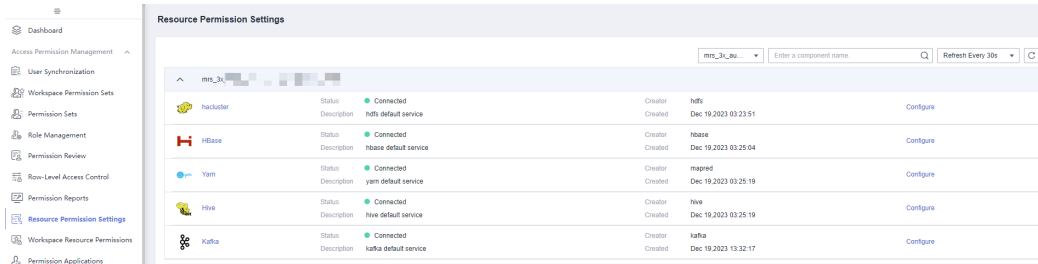 Dashboard
Access Permission Management
User Synchronization
Workspace Permission Sets
Permission Sets
Role Management
Permission Review
Row-Level Access Control
Permission Reports
Resource Permission Settings
Workspace Resource Permissions
Permission Applications
Resource Permission Settings
mrs_3x_au... Enter a component name. Refresh Every 30s
mrs_3x_
hacluster Status Connected Creator hdfs Configure
Description hdfs default service Created Dec 19,2023 03:23:51
HBase Status Connected Creator hbase Configure
Description hbase default service Created Dec 19,2023 03:25:04
Yarn Status Connected Creator mapred Configure
Description yarn default service Created Dec 19,2023 03:25:19
Hive Status Connected Creator hive Configure
Description hive default service Created Dec 19,2023 03:25:19
Kafka Status Connected Creator kafka Configure
Description kafka default service Created Dec 19,2023 13:32:17